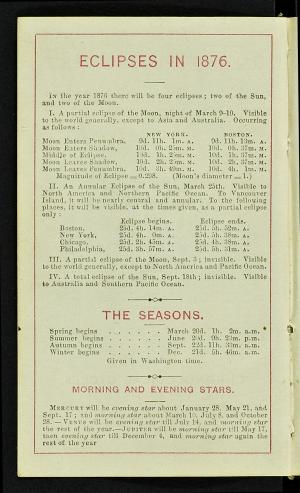 ECLIPSES IN 1876.
In the year 1876 there will be four eclipses; two of the Sun,
and two of the Moon.
I. A partial eclipse of the Moon, night of March 9-10. Visible
to the world generally, except to Asia and Australia. Occurring
as follows:
NEW YORK. BOSTON.
Moon Enters Penumbra, 9d. 11h. 1m. A. 9d. 11h. 13m. A.
Moon Enters Shadow, 10d. 0h. 25m. M. 10d. 0h. 37m. M.
Middle of Eclipse, 10d. 1h. 25m. M. 10d. 1h. 37m. M.
Moon Leaves Shadow, 10d. 2h. 25m. M. 10d. 2h. 37m. M.
Moon Leaves Penumbra, 10d. 3h. 49m. M. 10d. 4h. 1m. M.
Magnitude of Eclipse = 0.295. (Moon's diameter = 1.)
II. An Annular Eclipse of the Sun, March 25th. Visible to
North America and Northern Pacific Ocean. To Vancouver
Island, it will be nearly central and annular. To the following
places, it will be visible, at the times given, as a partial eclipse
only:
Eclipse begins. Eclipse ends.
Boston, 25d. 4h. 14m. A. 25d. 5h. 52m. A.
New York, 25d. 4h. 0m. A. 25d. 5h. 38m. A.
Chicago, 25d. 2h. 43m. A. 25d. 4h. 38m. A.
Philadelphia, 25d. 3h. 57m. A. 25d. 5h. 31m. A.
III. A partial eclipse of the Moon, Sept. 3; invisible. Visible
to the world generally, except to North America and Pacific Ocean.
IV. A total eclipse of the Sun, Sept. 18th; invisible. Visible
to Australia and Southern Pacific Ocean.
THE SEASONS.
Spring begins . . . . . . March 20d. 1h. 2m. a.m.
Summer begins . . . . . . June 20d. 9h. 23m. p.m.
Autumn begins . . . . . . Sept. 22d. 11h. 33m. a.m.
Winter begins . . . . . . Dec. 21d. 5h. 40m. a.m.
Given in Washington time.
MORNING AND EVENING STARS.
Mercury will be evening star about January 28, May 21, and
Sept. 17; and morning star about March 10, July 8, and October
28.—Venus will be evening star till July 14, and morning star
the rest of the year.—Jupiter will be morning star till May 17,
then evening star till December 4, and morning star again the
rest of the year